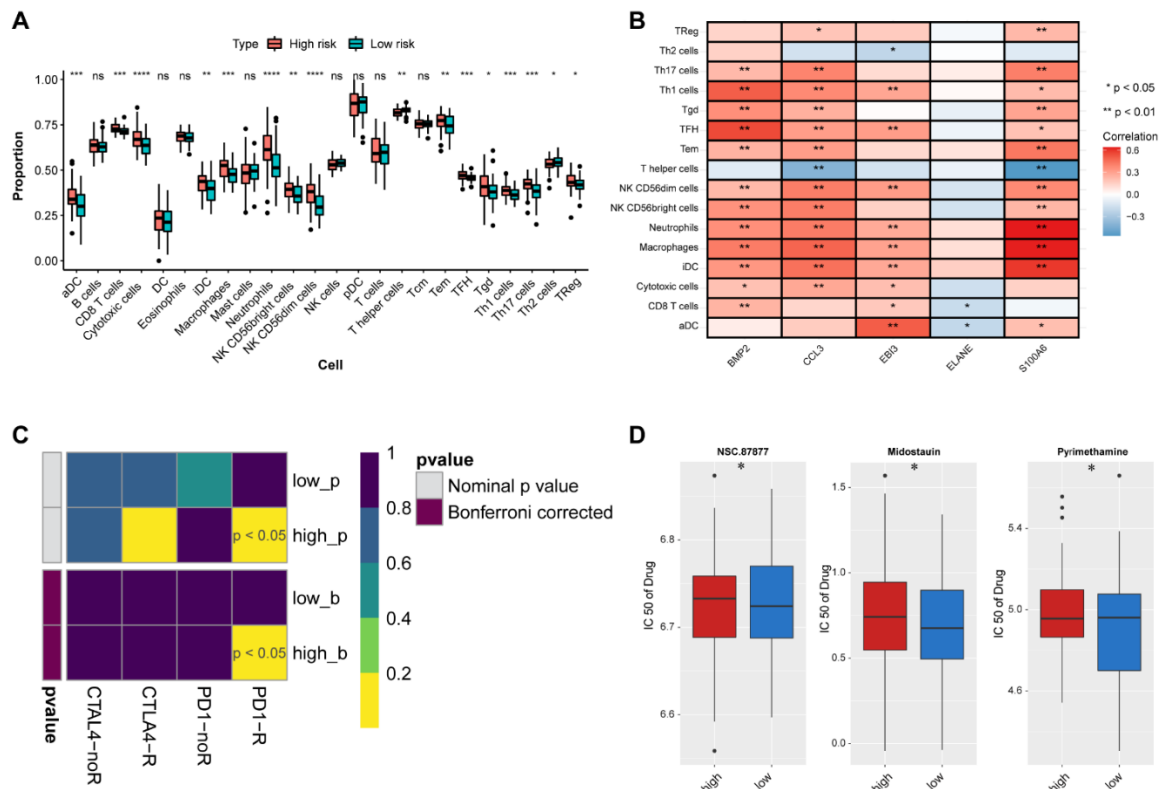 A
Type High risk Low risk
*** ns *** **** ns ns ** *** ns **** ** **** ns ns ns ** ns ** *** * *** *** * *
Proportion
1.00
0.75
0.50
0.25
0.00
aDC
B cells
CD8 T cells
Cytotoxic cells
DC
Eosinophils
iDC
Macrophages
Mast cells
Neutrophils
NK CD56bright cells
NK CD56dim cells
NK cells
pDC
T cells
T helper cells
Tcm
Tem
TFH
Tgd
Th1 cells
Th17 cells
Th2 cells
TReg
Cell
B
TReg * **
Th2 cells *
Th17 cells ** ** **
Th1 cells ** ** ** *
Tgd ** ** **
TFH ** ** ** *
Tem ** ** **
T helper cells ** **
NK CD56dim cells ** ** ** **
NK CD56bright cells ** ** **
Neutrophils ** ** ** **
Macrophages ** ** ** **
iDC ** ** ** **
Cytotoxic cells * ** *
CD8 T cells ** * *
aDC ** * *
BMP2
CCL3
EBI3
ELANE
S100A6
* p < 0.05
** p < 0.01
Correlation
0.6
0.3
0.0
−0.3
C
low_p
high_p
p < 0.05
low_b
high_b
p < 0.05
pvalue
CTAL4−noR
CTLA4−R
PD1−noR
PD1−R
1
0.8
0.6
0.4
0.2
pvalue
Nominal p value
Bonferroni corrected
D
NSC.87877
*
IC 50 of Drug
6.8
6.7
6.6
high
low
Midostauin
*
IC 50 of Drug
1.5
1.0
0.5
0.0
high
low
Pyrimethamine
*
IC 50 of Drug
5.4
5.0
4.6
high
low